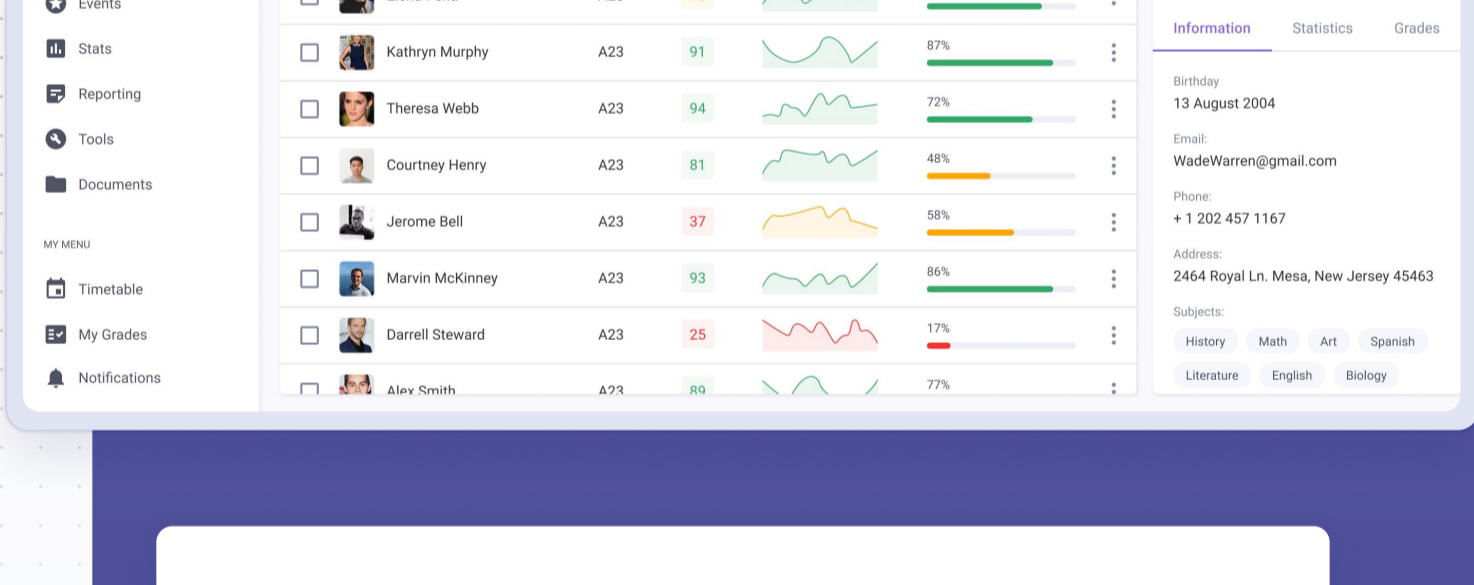 Events
Stats
Reporting
Tools
Documents
MY MENU
Timetable
My Grades
Notifications
Kathryn Murphy A23 91 87%
Theresa Webb A23 94 72%
Courtney Henry A23 81 48%
Jerome Bell A23 37 58%
Marvin McKinney A23 93 86%
Darrell Steward A23 25 17%
Alex Smith A23 89 77%
Information Statistics Grades
Birthday
13 August 2004
Email:
WadeWarren@gmail.com
Phone:
+ 1 202 457 1167
Address:
2464 Royal Ln. Mesa, New Jersey 45463
Subjects:
History Math Art Spanish
Literature English Biology